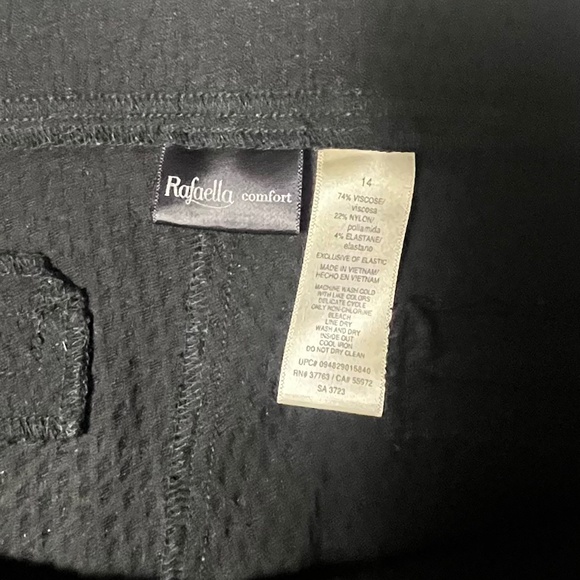 Rafaella comfort
14
74% VISCOSE/
viscosa
22% NYLON/
poliamida
4% ELASTANE/
elastano
EXCLUSIVE OF ELASTIC
MADE IN VIETNAM/
HECHO EN VIETNAM
MACHINE WASH COLD
WITH LIKE COLORS
DELICATE CYCLE
ONLY NON-CHLORINE
BLEACH
LINE DRY
WASH AND DRY
INSIDE OUT
COOL IRON
DO NOT DRY CLEAN
UPC# 094829015840
RN# 37763 / CA# 55972
SA 3723